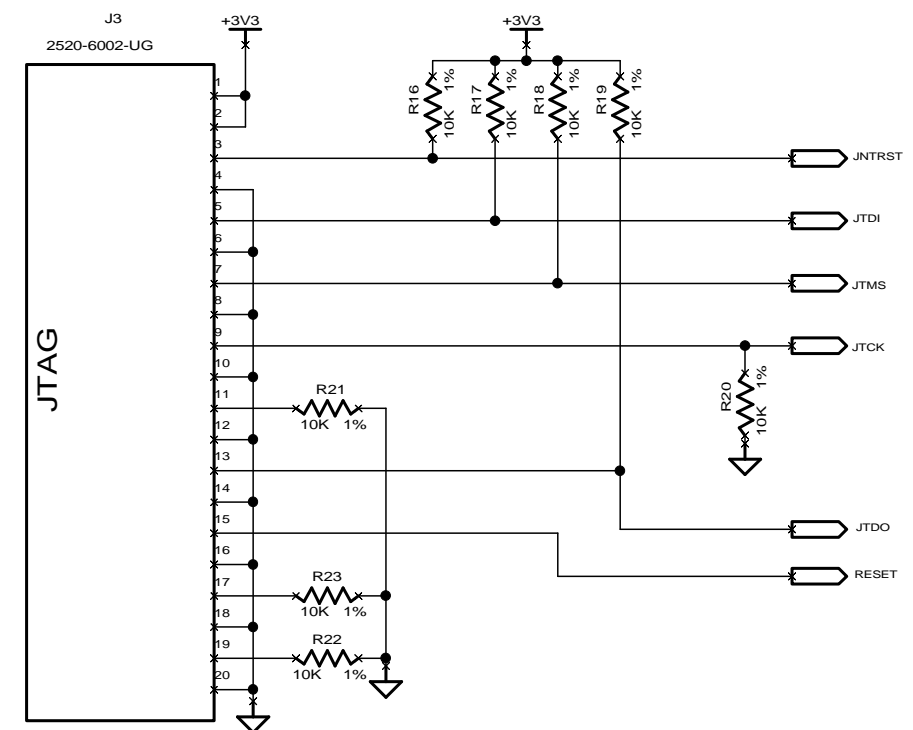 J3
2520-6002-UG
+3V3
+3V3
R16
10K 1%
R17
10K 1%
R18
10K 1%
R19
10K 1%
JTAG
1
2
3
4
5
6
7
8
9
10
11
12
13
14
15
16
17
18
19
20
JNTRST
JTDI
JTMS
JTCK
R20
10K 1%
R21
10K 1%
JTDO
RESET
R23
10K 1%
R22
10K 1%